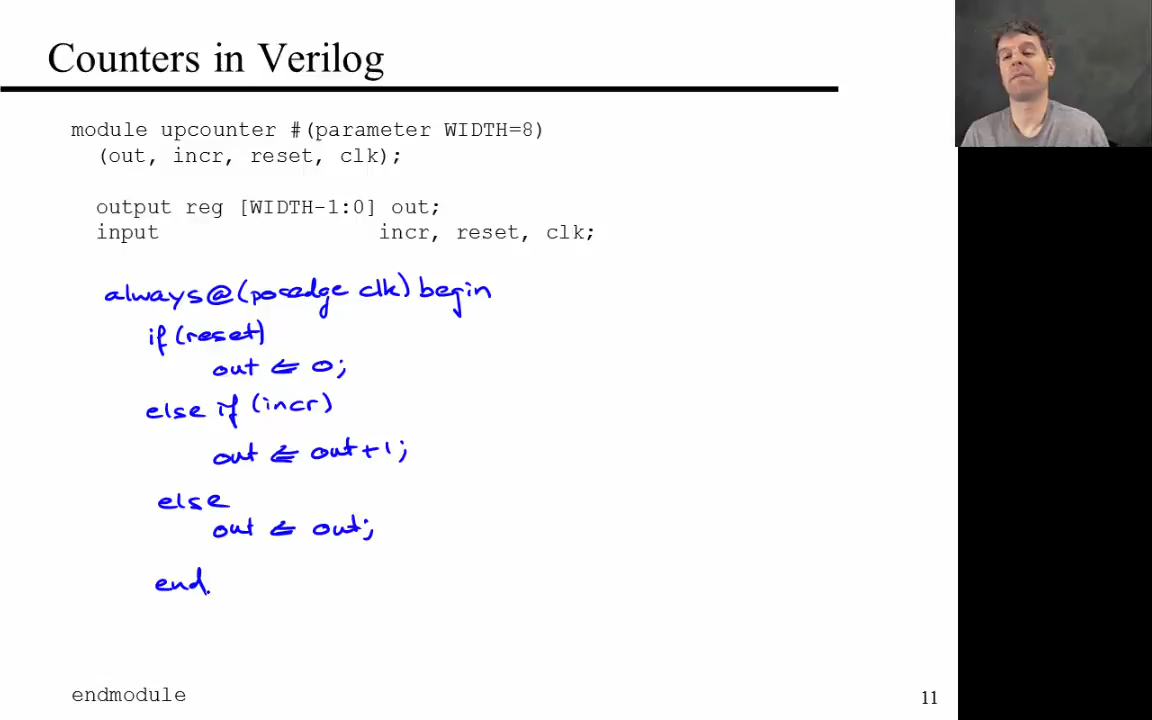 Counters in Verilog
module upcounter #(parameter WIDTH=8)
(out, incr, reset, clk);
output reg [WIDTH-1:0] out;
input incr, reset, clk;
always@(posedge clk) begin
if (reset)
out <= 0;
else if (incr)
out <= out+1;
else
out <= out;
end.
endmodule
11